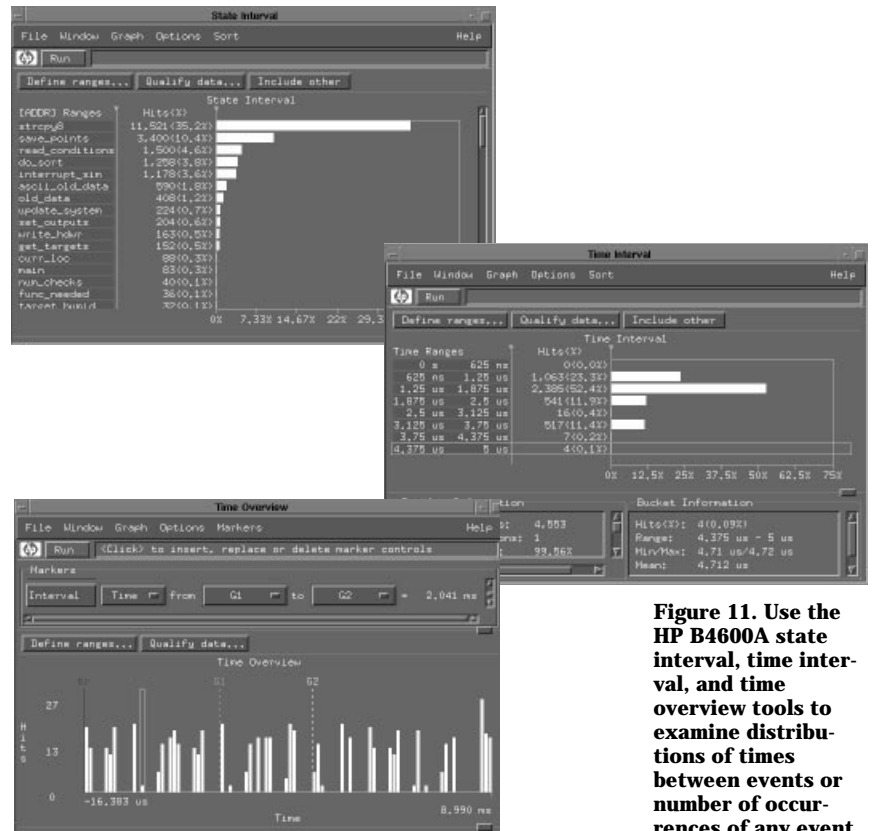 State Interval
File Window Graph Options Sort Help
hp Run
Define ranges... Qualify data... Include other
State Interval
[ADDR] Ranges Hits(%)
strcpy8 11,521(35.2%)
save_points 3,400(10.4%)
read_conditions 1,500(4.6%)
do_sort 1,258(3.8%)
interrupt_sim 1,178(3.6%)
ascii_old_data 590(1.8%)
old_data 408(1.2%)
update_system 224(0.7%)
set_outputs 204(0.6%)
write_hdwr 163(0.5%)
get_targets 152(0.5%)
curr_loc 88(0.3%)
main 83(0.3%)
num_checks 40(0.1%)
func_needed 36(0.1%)
target_humid 32(0.1%)
0% 7.33% 14.67% 22% 29.3
Time Interval
File Window Graph Options Sort Help
hp Run
Define ranges... Qualify data... Include other
Time Interval
Time Ranges Hits(%)
0 s 625 ns 0(0.0%)
625 ns 1.25 us 1,063(23.3%)
1.25 us 1.875 us 2,385(52.4%)
1.875 us 2.5 us 541(11.9%)
2.5 us 3.125 us 16(0.4%)
3.125 us 3.75 us 517(11.4%)
3.75 us 4.375 us 7(0.2%)
4.375 us 5 us 4(0.1%)
0% 12.5% 25% 37.5% 50% 62.5% 75%
Bucket Information
4,553
1
99.56%
Hits(%): 4(0.09%)
Range: 4.375 us - 5 us
Min/Max: 4.71 us/4.72 us
Mean: 4.712 us
Time Overview
File Window Graph Options Markers Help
hp Run <Click> to insert, replace or delete marker controls
Markers
Interval Time from G1 to G2 = 2.041 ms
Define ranges... Qualify data...
Time Overview
G1 G2
27
Hits
13
0
-16.383 us 8.990 ms
Time
Figure 11. Use the
HP B4600A state
interval, time inter-
val, and time
overview tools to
examine distribu-
tions of times
between events or
number of occur-
rences of any event